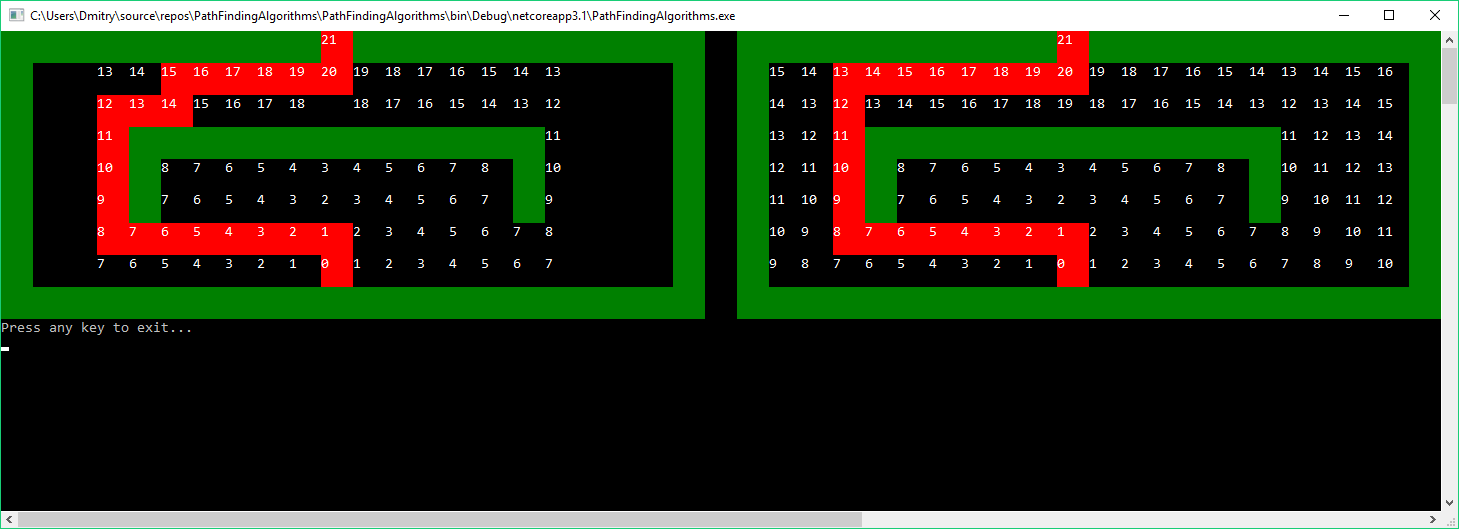 C:\Users\Dmitry\source\repos\PathFindingAlgorithms\PathFindingAlgorithms\bin\Debug\netcoreapp3.1\PathFindingAlgorithms.exe
21 21
13 14 15 16 17 18 19 20 19 18 17 16 15 14 13 15 14 13 14 15 16 17 18 19 20 19 18 17 16 15 14 13 14 15 16
12 13 14 15 16 17 18 18 17 16 15 14 13 12 14 13 12 13 14 15 16 17 18 19 18 17 16 15 14 13 12 13 14 15
11 11 13 12 11 11 12 13 14
10 8 7 6 5 4 3 4 5 6 7 8 10 12 11 10 8 7 6 5 4 3 4 5 6 7 8 10 11 12 13
9 7 6 5 4 3 2 3 4 5 6 7 9 11 10 9 7 6 5 4 3 2 3 4 5 6 7 9 10 11 12
8 7 6 5 4 3 2 1 2 3 4 5 6 7 8 10 9 8 7 6 5 4 3 2 1 2 3 4 5 6 7 8 9 10 11
7 6 5 4 3 2 1 0 1 2 3 4 5 6 7 9 8 7 6 5 4 3 2 1 0 1 2 3 4 5 6 7 8 9 10
Press any key to exit...